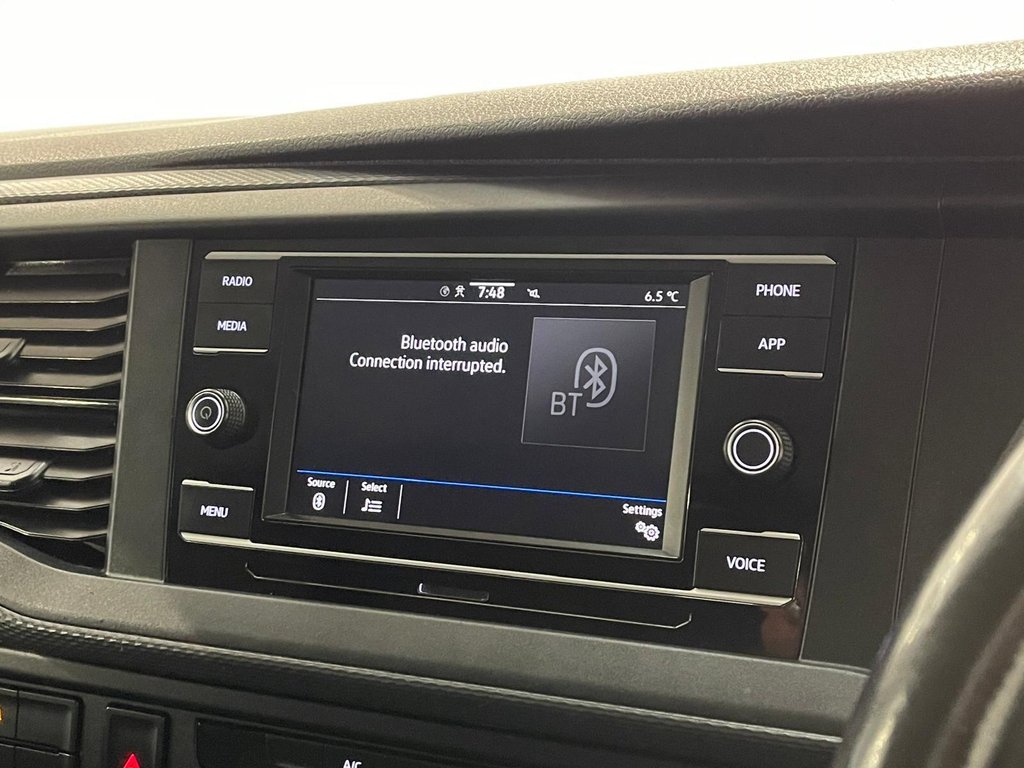 RADIO
MEDIA
MENU
7:48
6.5 °C
Bluetooth audio
Connection interrupted.
BT
Source
Select
Settings
PHONE
APP
VOICE
A/C